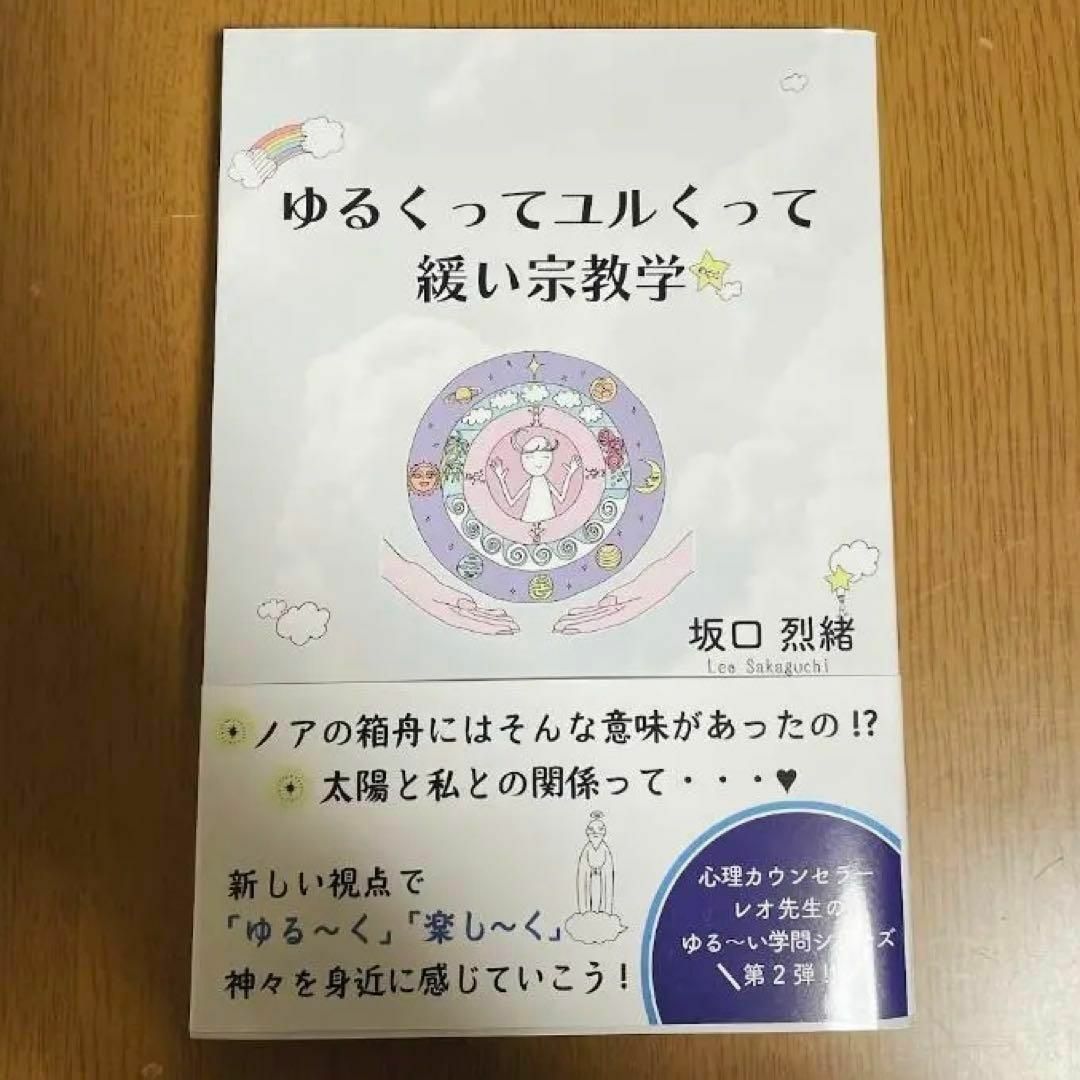 ゆるくってユルくって
緩い宗教学
坂口 烈緒
Leo Sakaguchi
ノアの箱舟にはそんな意味があったの!?
太陽と私との関係って・・・♥
新しい視点で
「ゆる〜く」「楽し〜く」
神々を身近に感じていこう!
心理カウンセラー
レオ先生の
ゆる〜い学問シリーズ
\第2弾!!